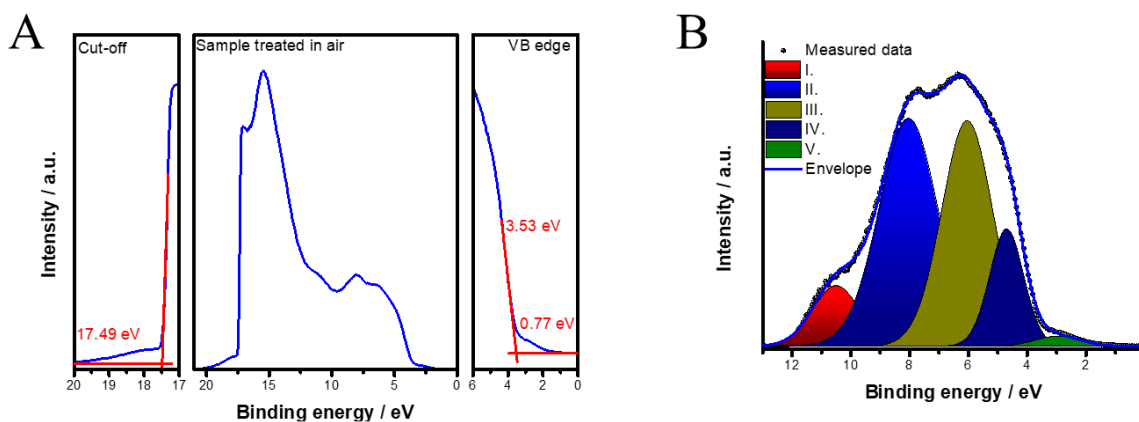 A
Cut-off
Sample treated in air
VB edge
Intensity / a.u.
17.49 eV
3.53 eV
0.77 eV
20 19 18 17
20 15 10 5 0
6 4 2 0
Binding energy / eV
B
Measured data
I.
II.
III.
IV.
V.
Envelope
Intensity / a.u.
12 10 8 6 4 2
Binding energy / eV